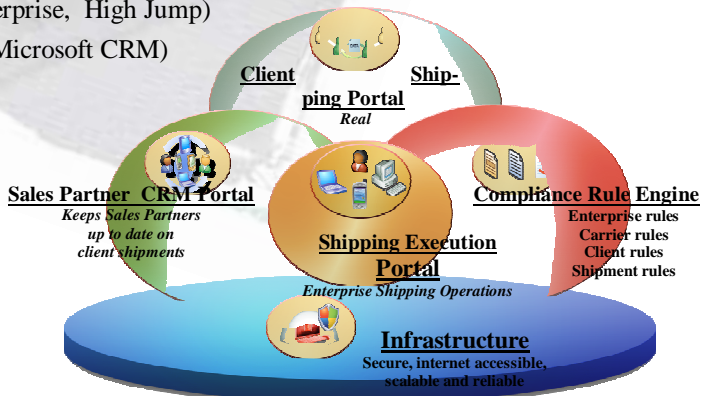 erprise, High Jump)
Microsoft CRM)
Client Ship-
ping Portal
Real
Sales Partner CRM Portal
Keeps Sales Partners
up to date on
client shipments
Shipping Execution
Portal
Enterprise Shipping Operations
Compliance Rule Engine
Enterprise rules
Carrier rules
Client rules
Shipment rules
Infrastructure
Secure, internet accessible,
scalable and reliable